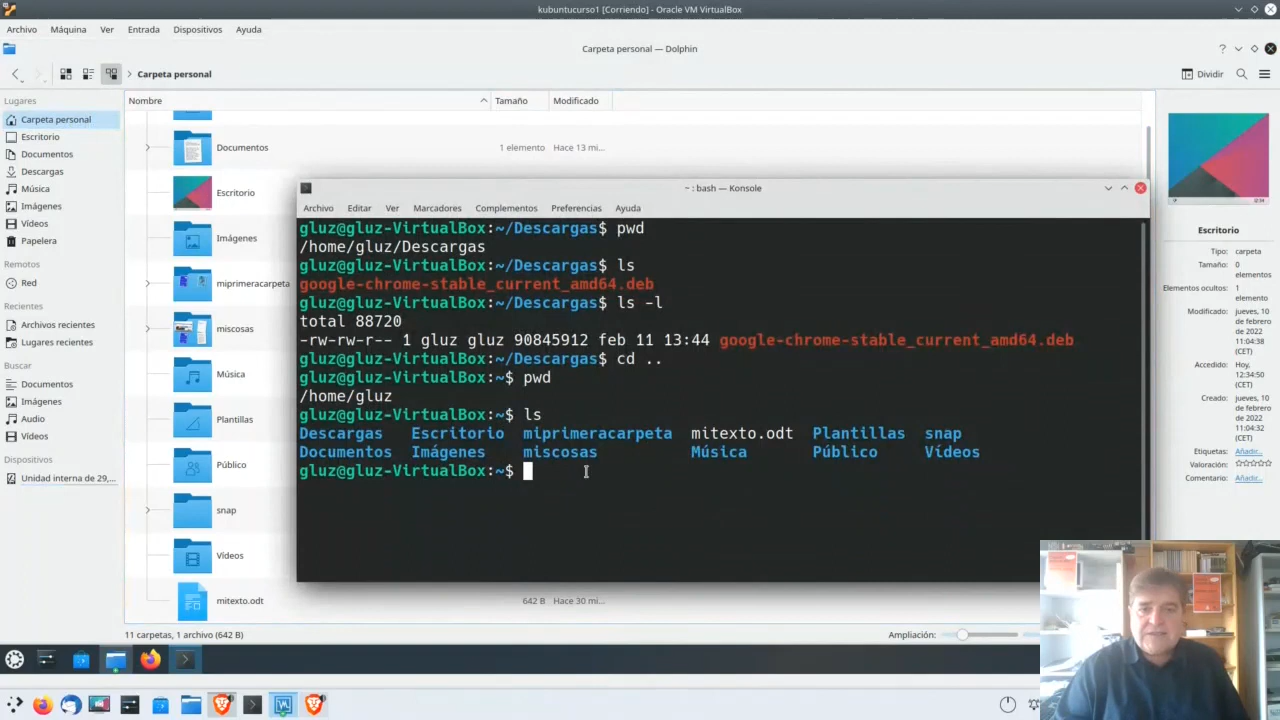 kubuntucurso1 [Corriendo] - Oracle VM VirtualBox
Archivo Máquina Ver Entrada Dispositivos Ayuda
Carpeta personal — Dolphin
Carpeta personal
Dividir
Lugares
Carpeta personal
Escritorio
Documentos
Descargas
Música
Imágenes
Vídeos
Papelera
Remotos
Red
Recientes
Archivos recientes
Lugares recientes
Buscar
Documentos
Imágenes
Audio
Vídeos
Dispositivos
Unidad interna de 29,...
Nombre Tamaño Modificado
Documentos 1 elemento Hace 13 mi...
Escritorio
Imágenes
miprimeracarpeta
miscosas
Música
Plantillas
Público
snap
Vídeos
mitexto.odt 642 B Hace 30 mi...
11 carpetas, 1 archivo (642 B)
Ampliación:
~ : bash — Konsole
Archivo Editar Ver Marcadores Complementos Preferencias Ayuda
gluz@gluz-VirtualBox:~/Descargas$ pwd
/home/gluz/Descargas
gluz@gluz-VirtualBox:~/Descargas$ ls
google-chrome-stable_current_amd64.deb
gluz@gluz-VirtualBox:~/Descargas$ ls -l
total 88720
-rw-rw-r-- 1 gluz gluz 90845912 feb 11 13:44 google-chrome-stable_current_amd64.deb
gluz@gluz-VirtualBox:~/Descargas$ cd ..
gluz@gluz-VirtualBox:~$ pwd
/home/gluz
gluz@gluz-VirtualBox:~$ ls
Descargas Escritorio miprimeracarpeta mitexto.odt Plantillas snap
Documentos Imágenes miscosas Música Público Vídeos
gluz@gluz-VirtualBox:~$
Escritorio
Tipo: carpeta
Tamaño: 0
elementos
Elementos ocultos: 1
elemento
Modificado: jueves, 10
de febrero
de 2022
11:04:38
(CET)
Accedido: Hoy,
12:34:50
(CET)
Creado: jueves, 10
de febrero
de 2022
11:04:32
(CET)
Etiquetas: Añadir...
Valoración:
Comentario: Añadir...